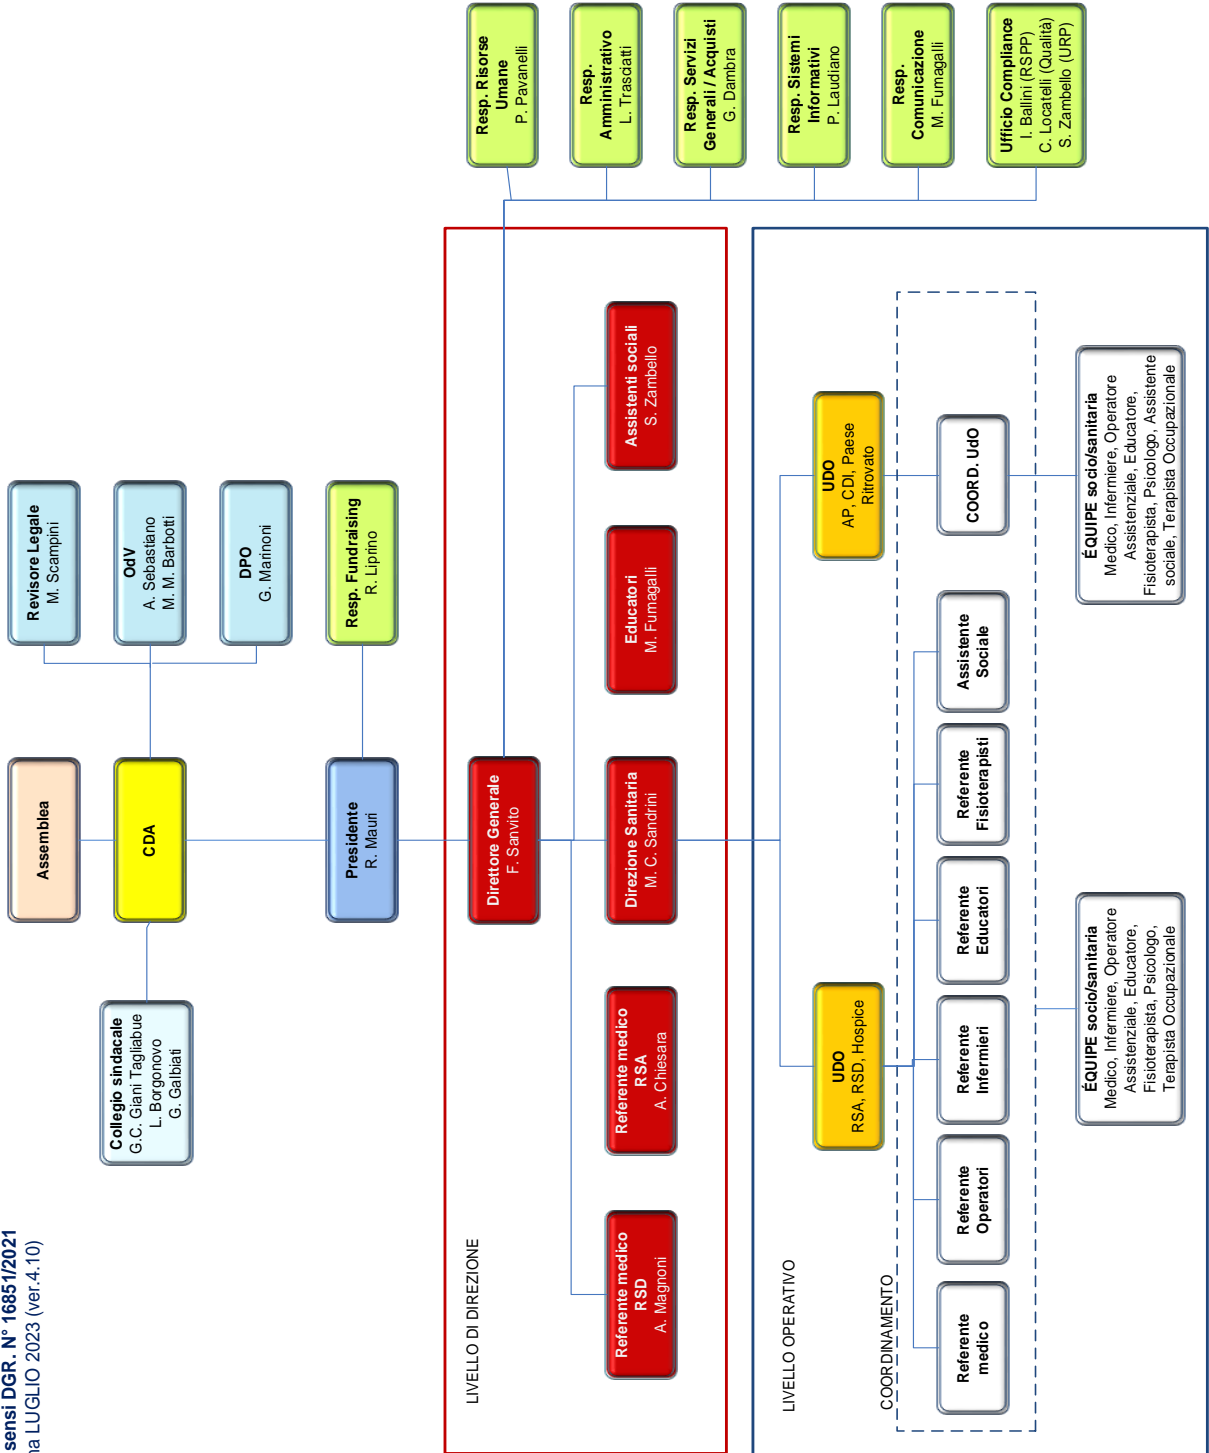 sensi DGR. N° 16851/2021
na LUGLIO 2023 (ver.4.10)
Assemblea
Revisore Legale
M. Scampini
Collegio sindacale
G.C. Giani Tagliabue
L. Borgonovo
G. Galbiati
CDA
OdV
A. Sebastiano
M. M. Barbotti
DPO
G. Marinoni
Presidente
R. Mauri
Resp. Fundraising
R. Liprino
LIVELLO DI DIREZIONE
Direttore Generale
F. Sanvito
Resp. Risorse
Umane
P. Pavanelli
Resp.
Amministrativo
L. Trasciatti
Resp. Servizi
Generali / Acquisti
G. Dambra
Resp. Sistemi
Informativi
P. Laudiano
Resp.
Comunicazione
M. Fumagalli
Ufficio Compliance
I. Ballini (RSPP)
C. Locatelli (Qualità)
S. Zambello (URP)
Referente medico
RSD
A. Magnoni
Referente medico
RSA
A. Chiesara
Direzione Sanitaria
M. C. Sandrini
Educatori
M. Fumagalli
Assistenti sociali
S. Zambello
LIVELLO OPERATIVO
UDO
RSA, RSD, Hospice
UDO
AP, CDI, Paese
Ritrovato
COORDINAMENTO
Referente
medico
Referente
Operatori
Referente
Infermieri
Referente
Educatori
Referente
Fisioterapisti
Assistente
Sociale
COORD. UdO
ÉQUIPE socio/sanitaria
Medico, Infermiere, Operatore
Assistenziale, Educatore,
Fisioterapista, Psicologo,
Terapista Occupazionale
ÉQUIPE socio/sanitaria
Medico, Infermiere, Operatore
Assistenziale, Educatore,
Fisioterapista, Psicologo, Assistente
sociale, Terapista Occupazionale